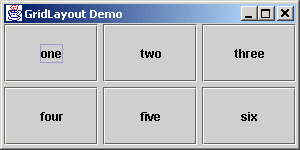 GridLayout Demo
one two three
four five six